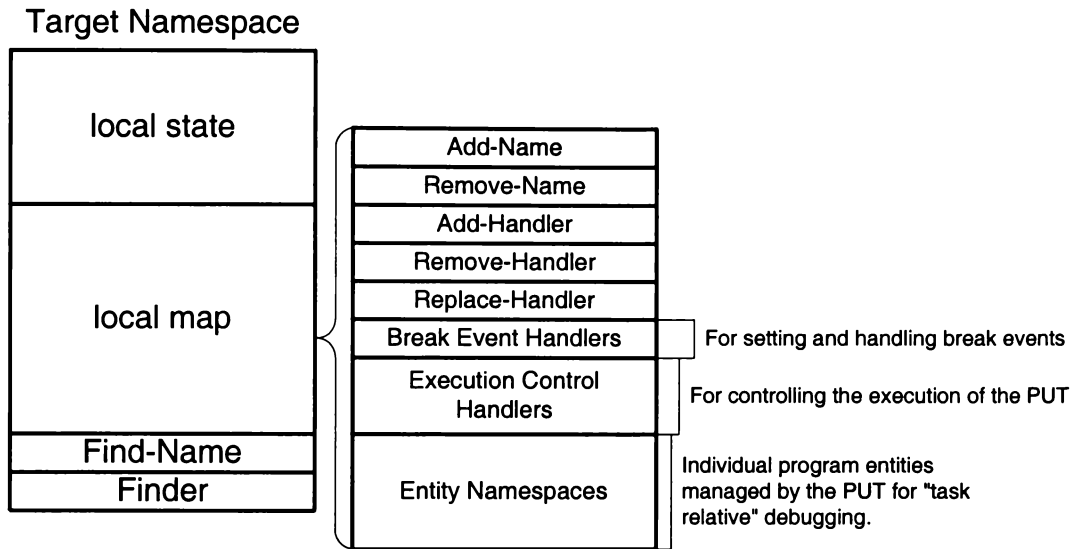 Target Namespace
local state
local map
Find-Name
Finder
Add-Name
Remove-Name
Add-Handler
Remove-Handler
Replace-Handler
Break Event Handlers
Execution Control
Handlers
Entity Namespaces
For setting and handling break events
For controlling the execution of the PUT
Individual program entities
managed by the PUT for "task
relative" debugging.